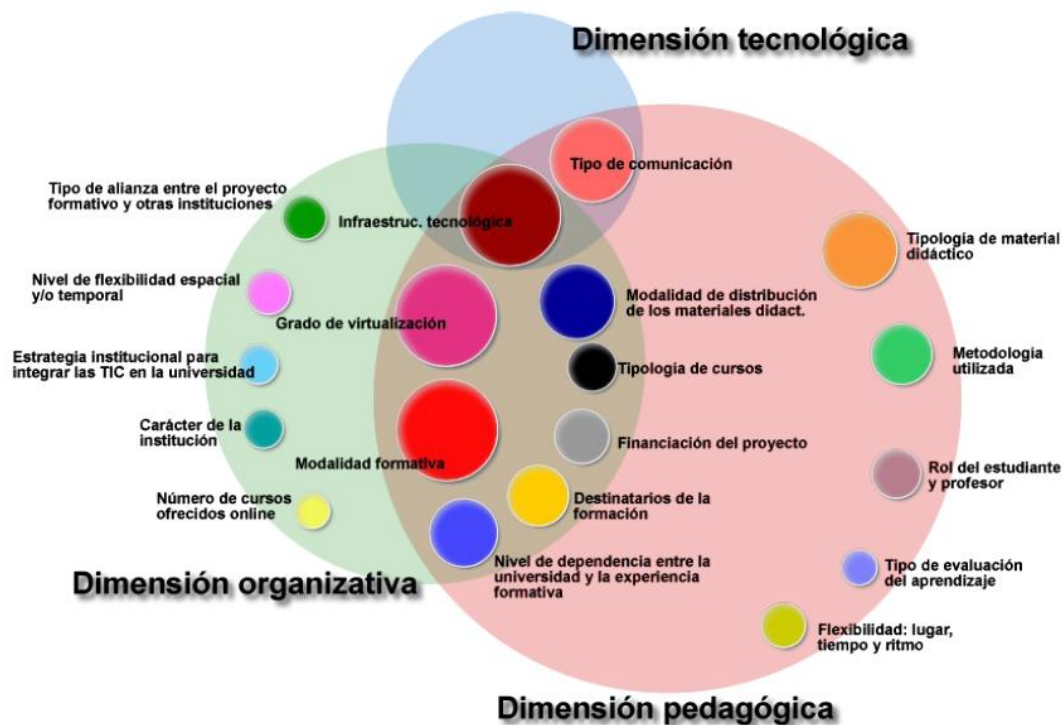 Dimensión tecnológica
Tipo de comunicación
Tipo de alianza entre el proyecto
formativo y otras instituciones
Infraestruc. tecnológica
Tipología de material
didáctico
Nivel de flexibilidad espacial
y/o temporal
Modalidad de distribución
de los materiales didact.
Grado de virtualización
Estrategia institucional para
integrar las TIC en la universidad
Tipología de cursos
Metodología
utilizada
Carácter de la
institución
Financiación del proyecto
Modalidad formativa
Rol del estudiante
y profesor
Número de cursos
ofrecidos online
Destinatarios de la
formación
Nivel de dependencia entre la
universidad y la experiencia
formativa
Tipo de evaluación
del aprendizaje
Dimensión organizativa
Flexibilidad: lugar,
tiempo y ritmo
Dimensión pedagógica